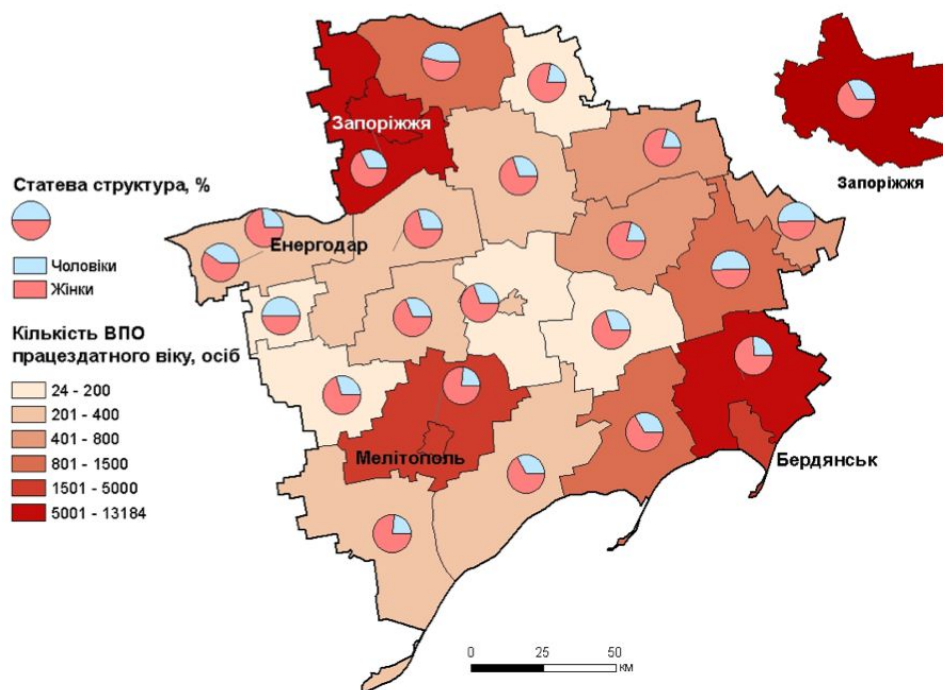 Запоріжжя
Запоріжжя
Статева структура, %
Чоловіки
Жінки
Енергодар
Кількість ВПО
працездатного віку, осіб
24 - 200
201 - 400
401 - 800
801 - 1500
1501 - 5000
5001 - 13184
Мелітополь
Бердянськ
0 25 50
км